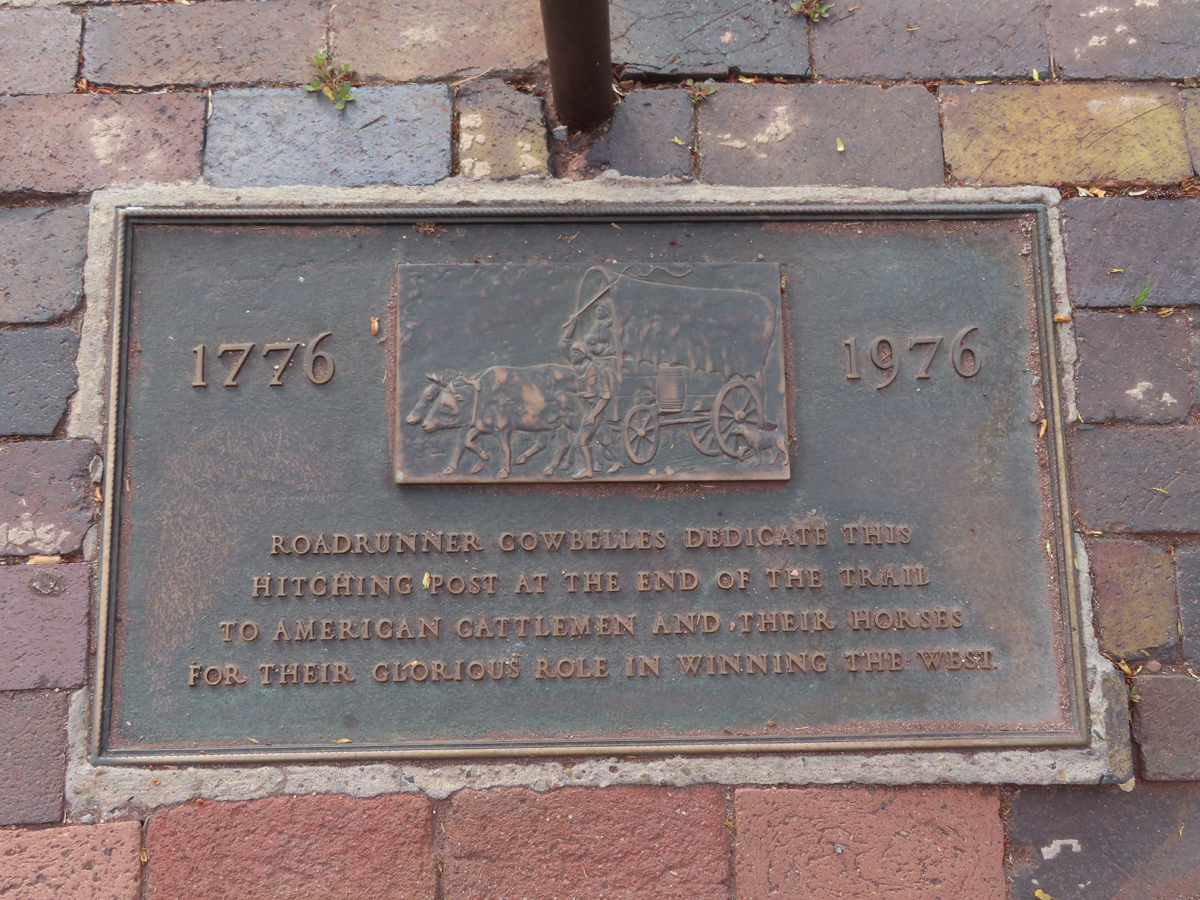 1776
1976
ROADRUNNER COWBELLES DEDICATE THIS
HITCHING POST AT THE END OF THE TRAIL
TO AMERICAN CATTLEMEN AND THEIR HORSES
FOR THEIR GLORIOUS ROLE IN WINNING THE WEST.